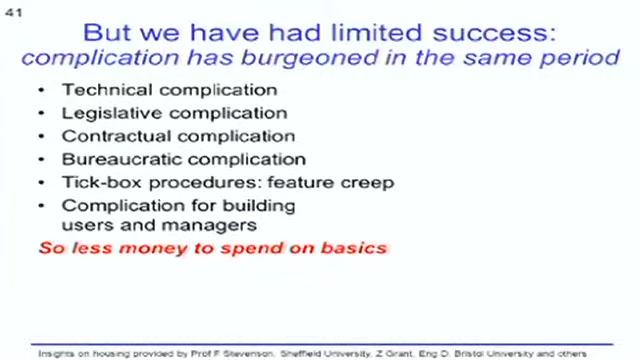 41
But we have had limited success:
complication has burgeoned in the same period
• Technical complication
• Legislative complication
• Contractual complication
• Bureaucratic complication
• Tick-box procedures: feature creep
• Complication for building
users and managers
So less money to spend on basics
Insights on housing provided by Prof F Stevenson, Sheffield University, Z Grant, Eng D, Bristol University and others